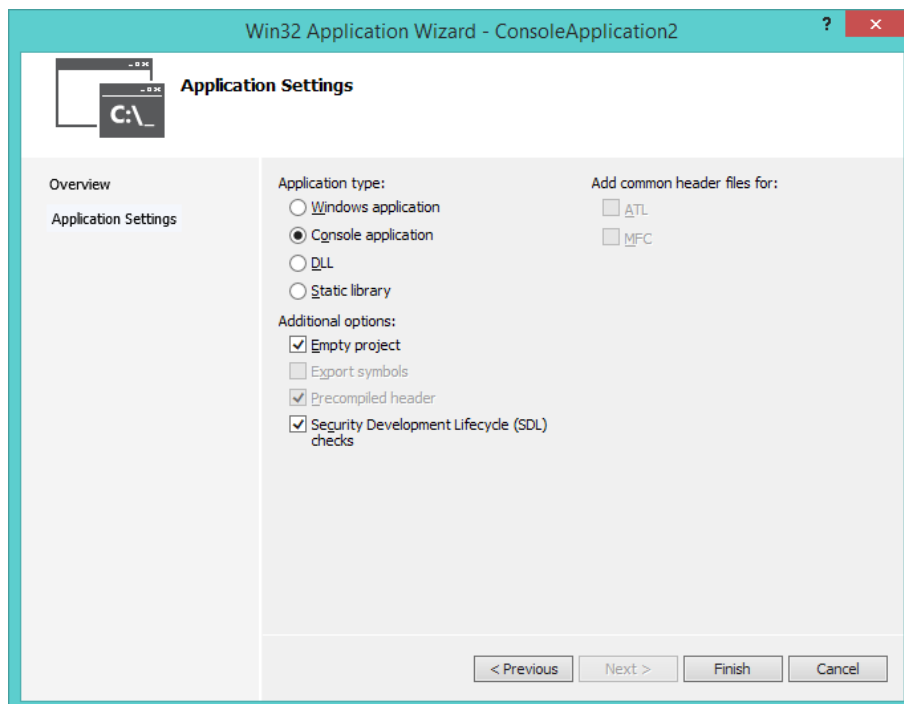 Win32 Application Wizard - ConsoleApplication2
?
C:\_
Application Settings
Overview
Application Settings
Application type:
Windows application
Console application
DLL
Static library
Additional options:
Empty project
Export symbols
Precompiled header
Security Development Lifecycle (SDL)
checks
Add common header files for:
ATL
MFC
< Previous
Next >
Finish
Cancel